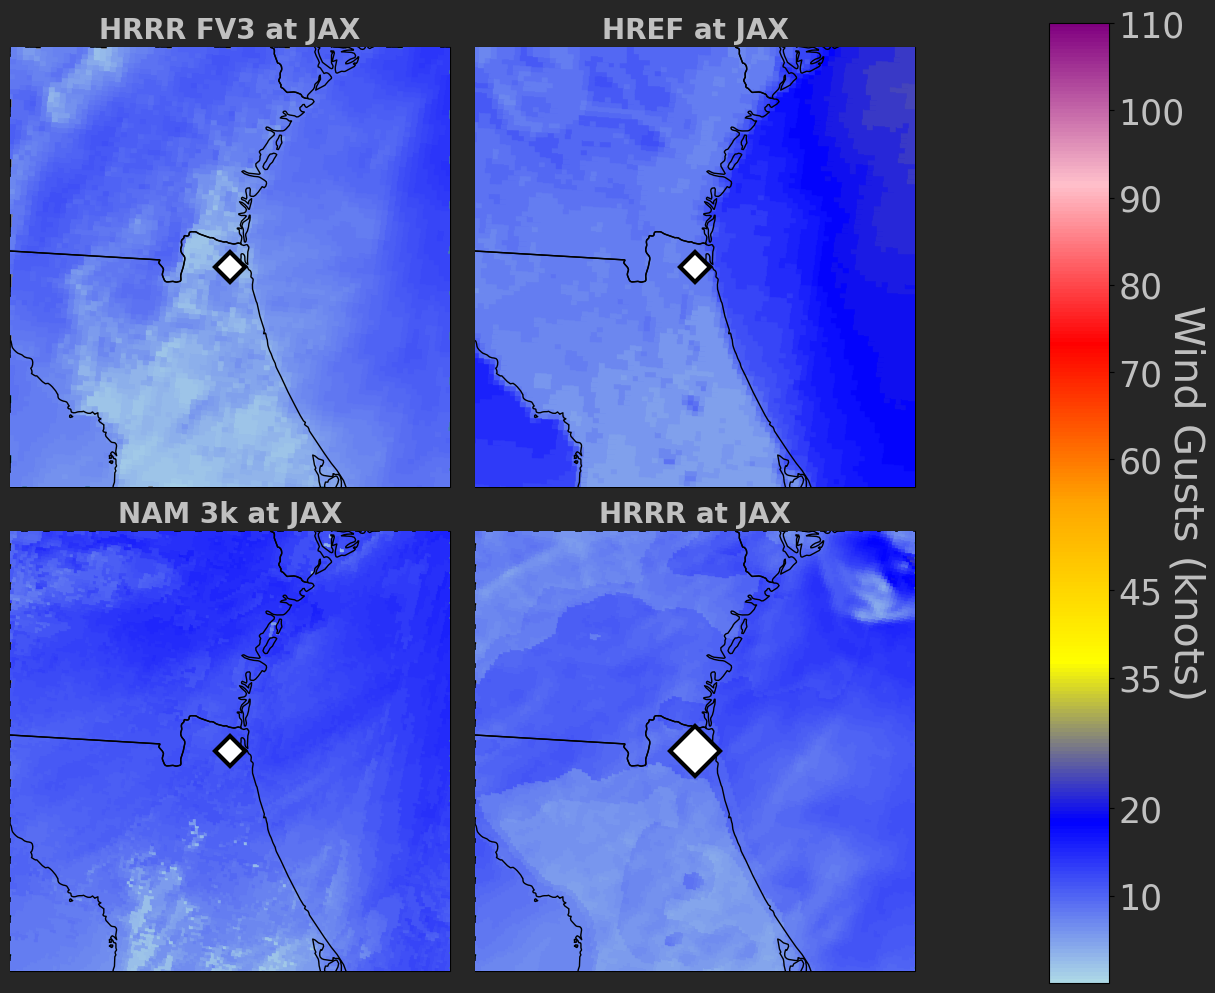 HRRR FV3 at JAX
HREF at JAX
NAM 3k at JAX
HRRR at JAX
110
100
90
80
70
60
45
35
20
10
Wind Gusts (knots)